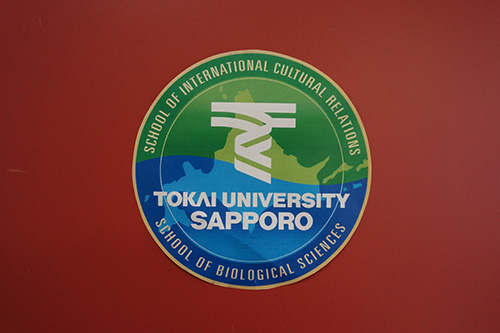 SCHOOL OF INTERNATIONAL CULTURAL RELATIONS
TOKAI UNIVERSITY
SAPPORO
SCHOOL OF BIOLOGICAL SCIENCES